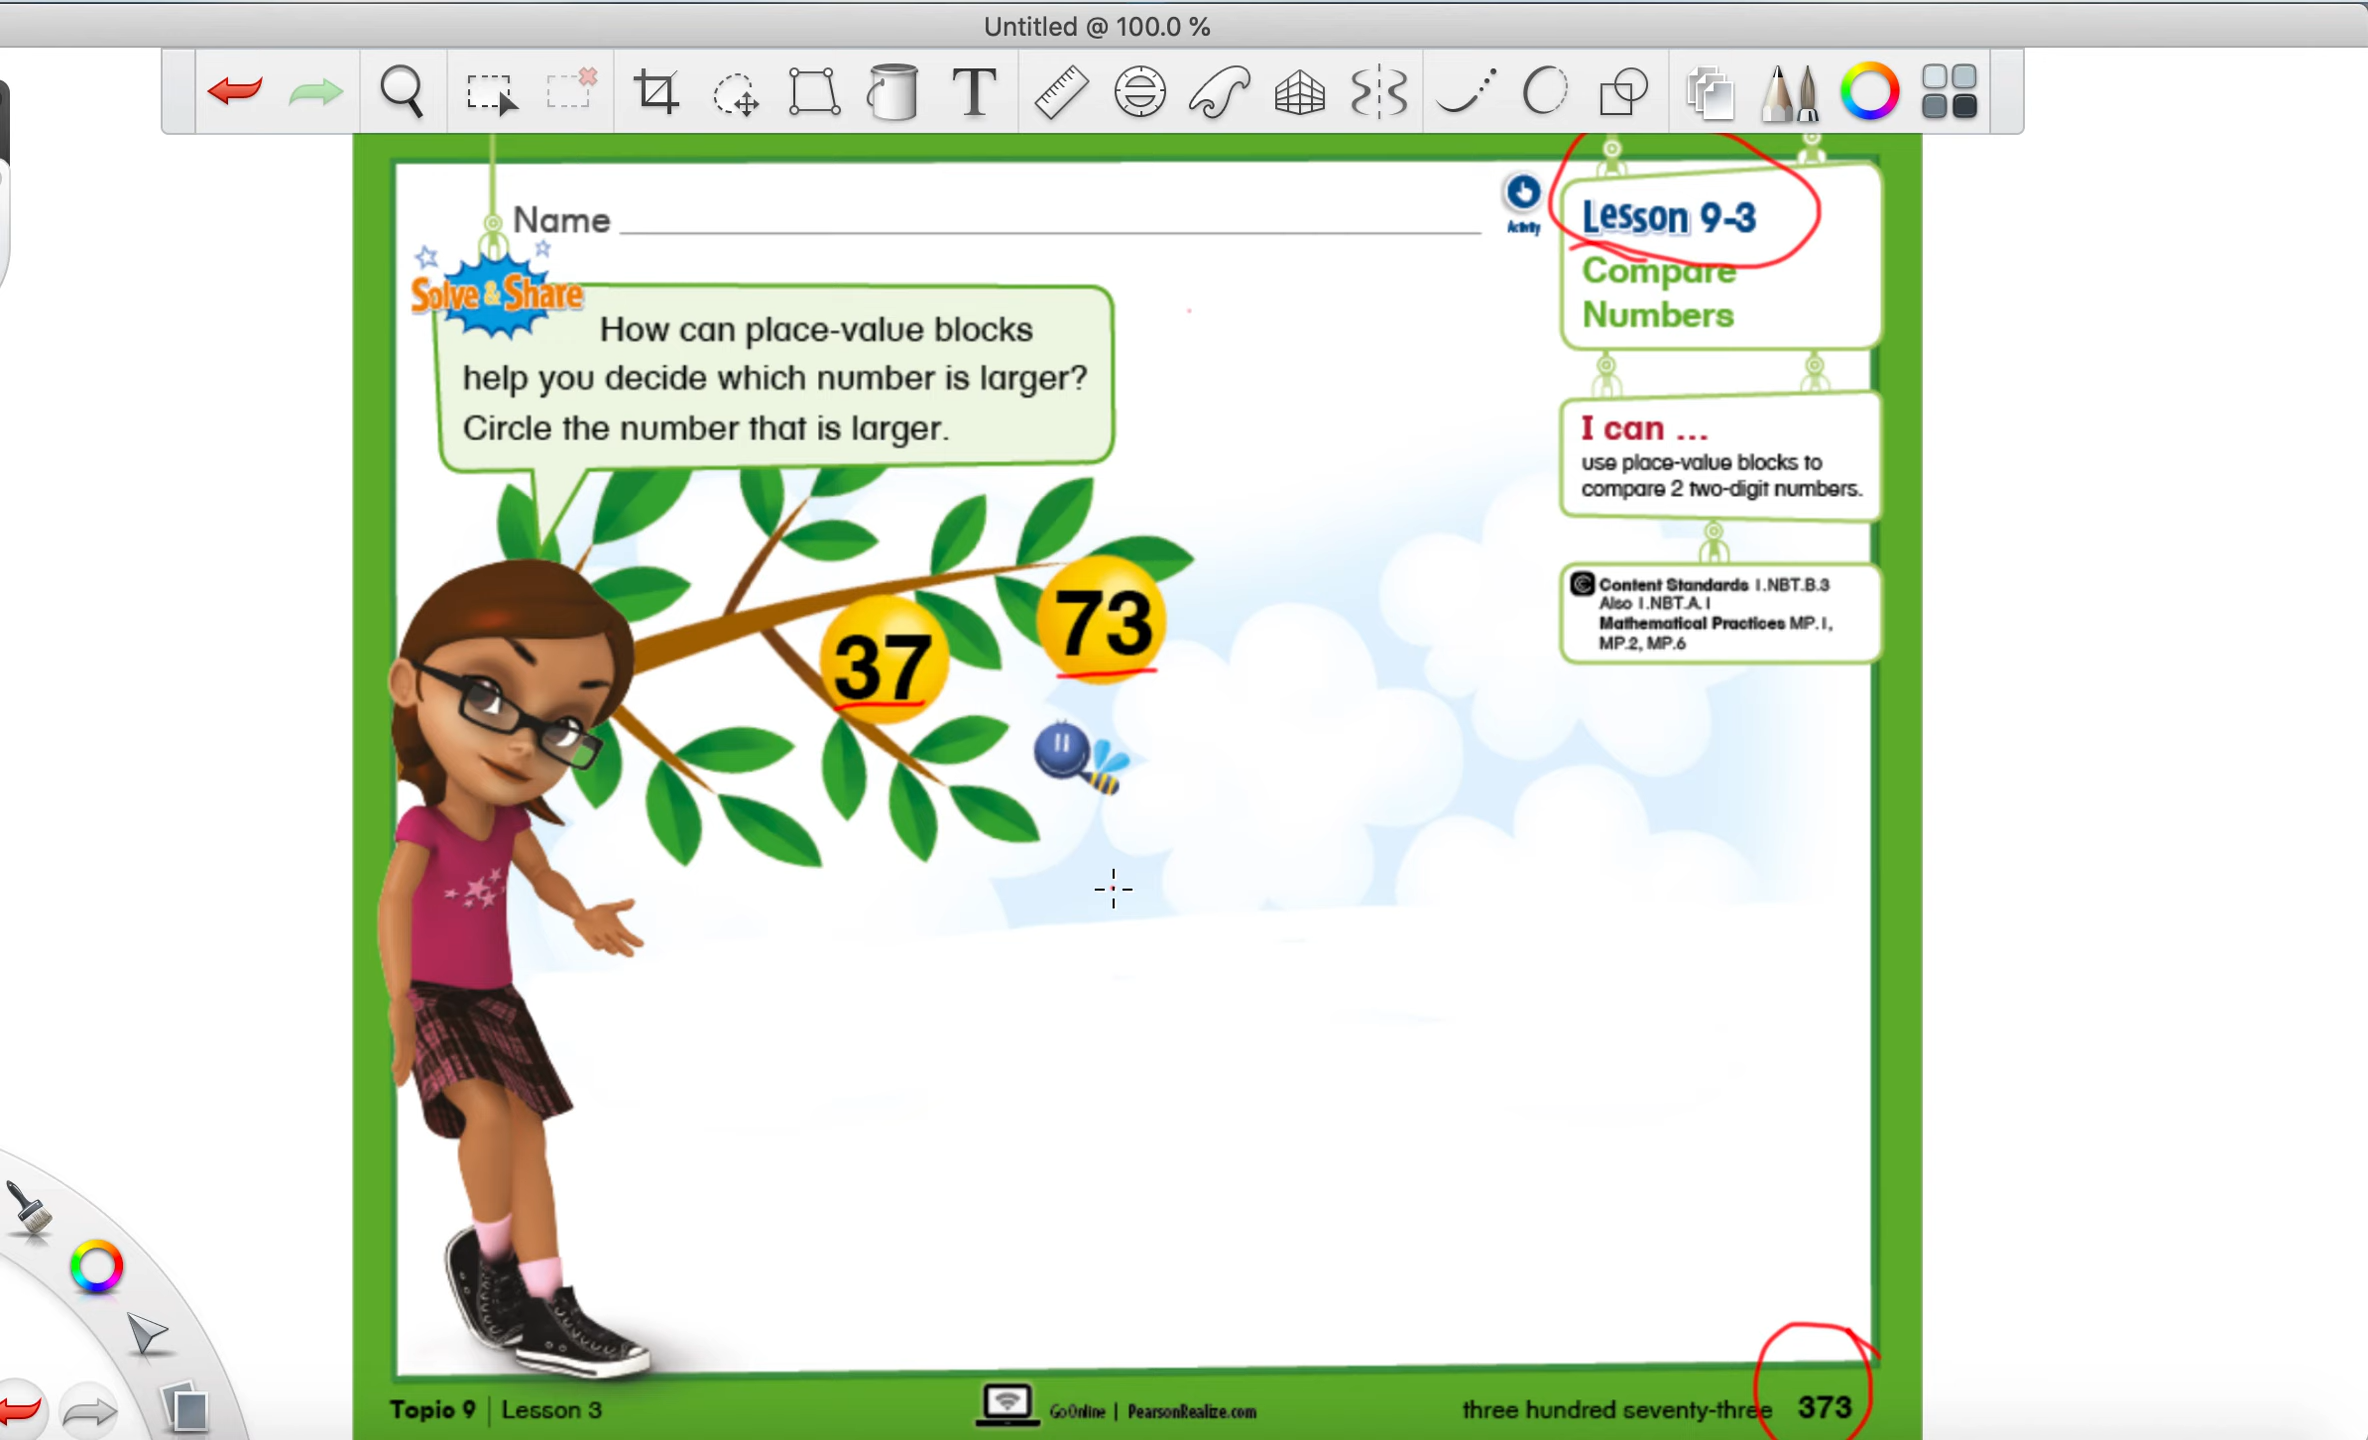 Untitled @ 100.0 %
Name
Activity
Lesson 9-3
Compare
Numbers
Solve & Share
How can place-value blocks
help you decide which number is larger?
Circle the number that is larger.
I can ...
use place-value blocks to
compare 2 two-digit numbers.
Content Standards 1.NBT.B.3
Also 1.NBT.A.1
Mathematical Practices MP.1,
MP.2, MP.6
37
73
Topic 9 | Lesson 3
Go Online | PearsonRealize.com
three hundred seventy-three 373